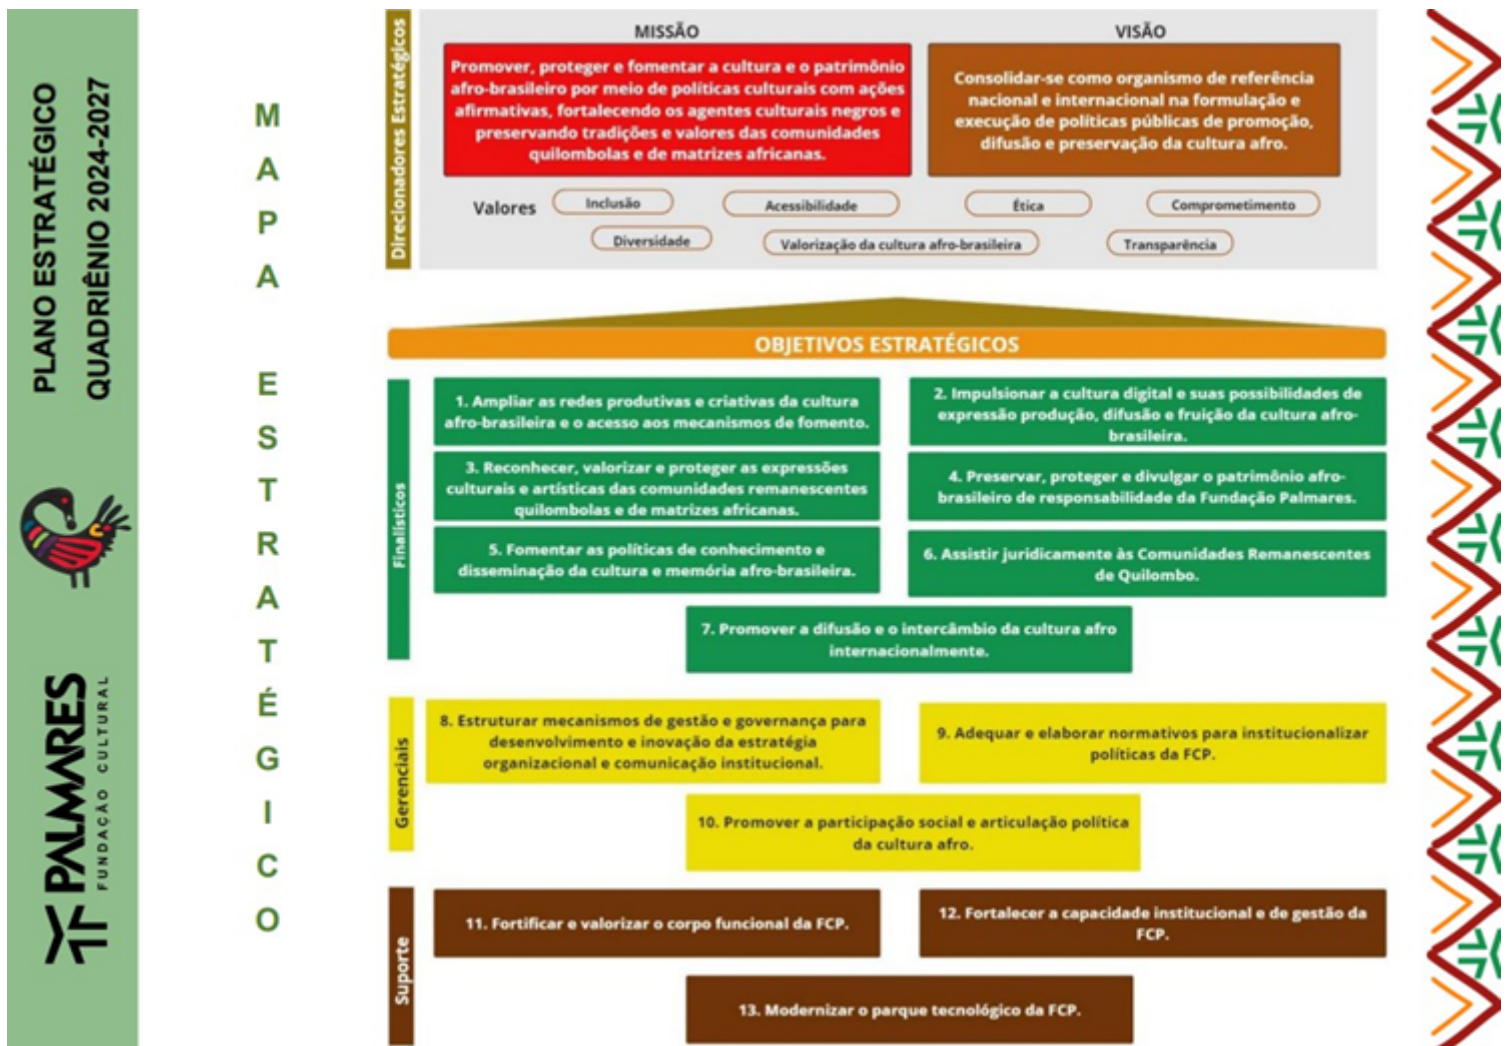 PLANO ESTRATÉGICO
QUADRIÊNIO 2024-2027
PALMARES
FUNDAÇÃO CULTURAL
MAPA ESTRATÉGICO
Direcionadores Estratégicos
MISSÃO
Promover, proteger e fomentar a cultura e o patrimônio
afro-brasileiro por meio de políticas culturais com ações
afirmativas, fortalecendo os agentes culturais negros e
preservando tradições e valores das comunidades
quilombolas e de matrizes africanas.
VISÃO
Consolidar-se como organismo de referência
nacional e internacional na formulação e
execução de políticas públicas de promoção,
difusão e preservação da cultura afro.
Valores
Inclusão
Acessibilidade
Ética
Comprometimento
Diversidade
Valorização da cultura afro-brasileira
Transparência
OBJETIVOS ESTRATÉGICOS
Finalísticos
1. Ampliar as redes produtivas e criativas da cultura
afro-brasileira e o acesso aos mecanismos de fomento.
2. Impulsionar a cultura digital e suas possibilidades de
expressão produção, difusão e fruição da cultura afro-
brasileira.
3. Reconhecer, valorizar e proteger as expressões
culturais e artísticas das comunidades remanescentes
quilombolas e de matrizes africanas.
4. Preservar, proteger e divulgar o patrimônio afro-
brasileiro de responsabilidade da Fundação Palmares.
5. Fomentar as políticas de conhecimento e
disseminação da cultura e memória afro-brasileira.
6. Assistir juridicamente às Comunidades Remanescentes
de Quilombo.
7. Promover a difusão e o intercâmbio da cultura afro
internacionalmente.
Gerenciais
8. Estruturar mecanismos de gestão e governança para
desenvolvimento e inovação da estratégia
organizacional e comunicação institucional.
9. Adequar e elaborar normativos para institucionalizar
políticas da FCP.
10. Promover a participação social e articulação política
da cultura afro.
Suporte
11. Fortificar e valorizar o corpo funcional da FCP.
12. Fortalecer a capacidade institucional e de gestão da
FCP.
13. Modernizar o parque tecnológico da FCP.